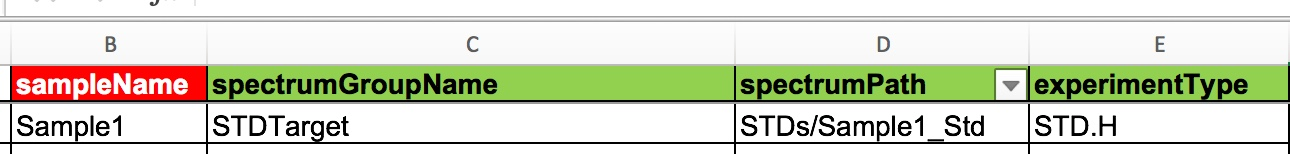 B C D E
sampleName spectrumGroupName spectrumPath experimentType
Sample1 STDTarget STDs/Sample1_Std STD.H